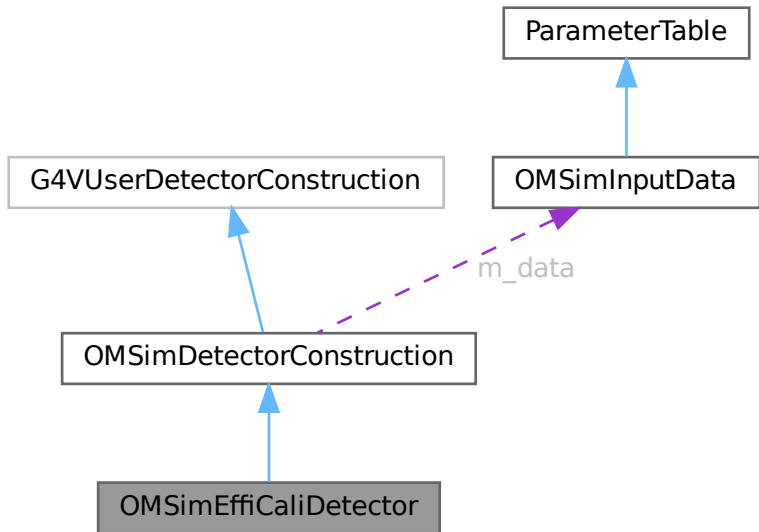 ParameterTable
G4VUserDetectorConstruction
OMSimInputData
m_data
OMSimDetectorConstruction
OMSimEffiCaliDetector